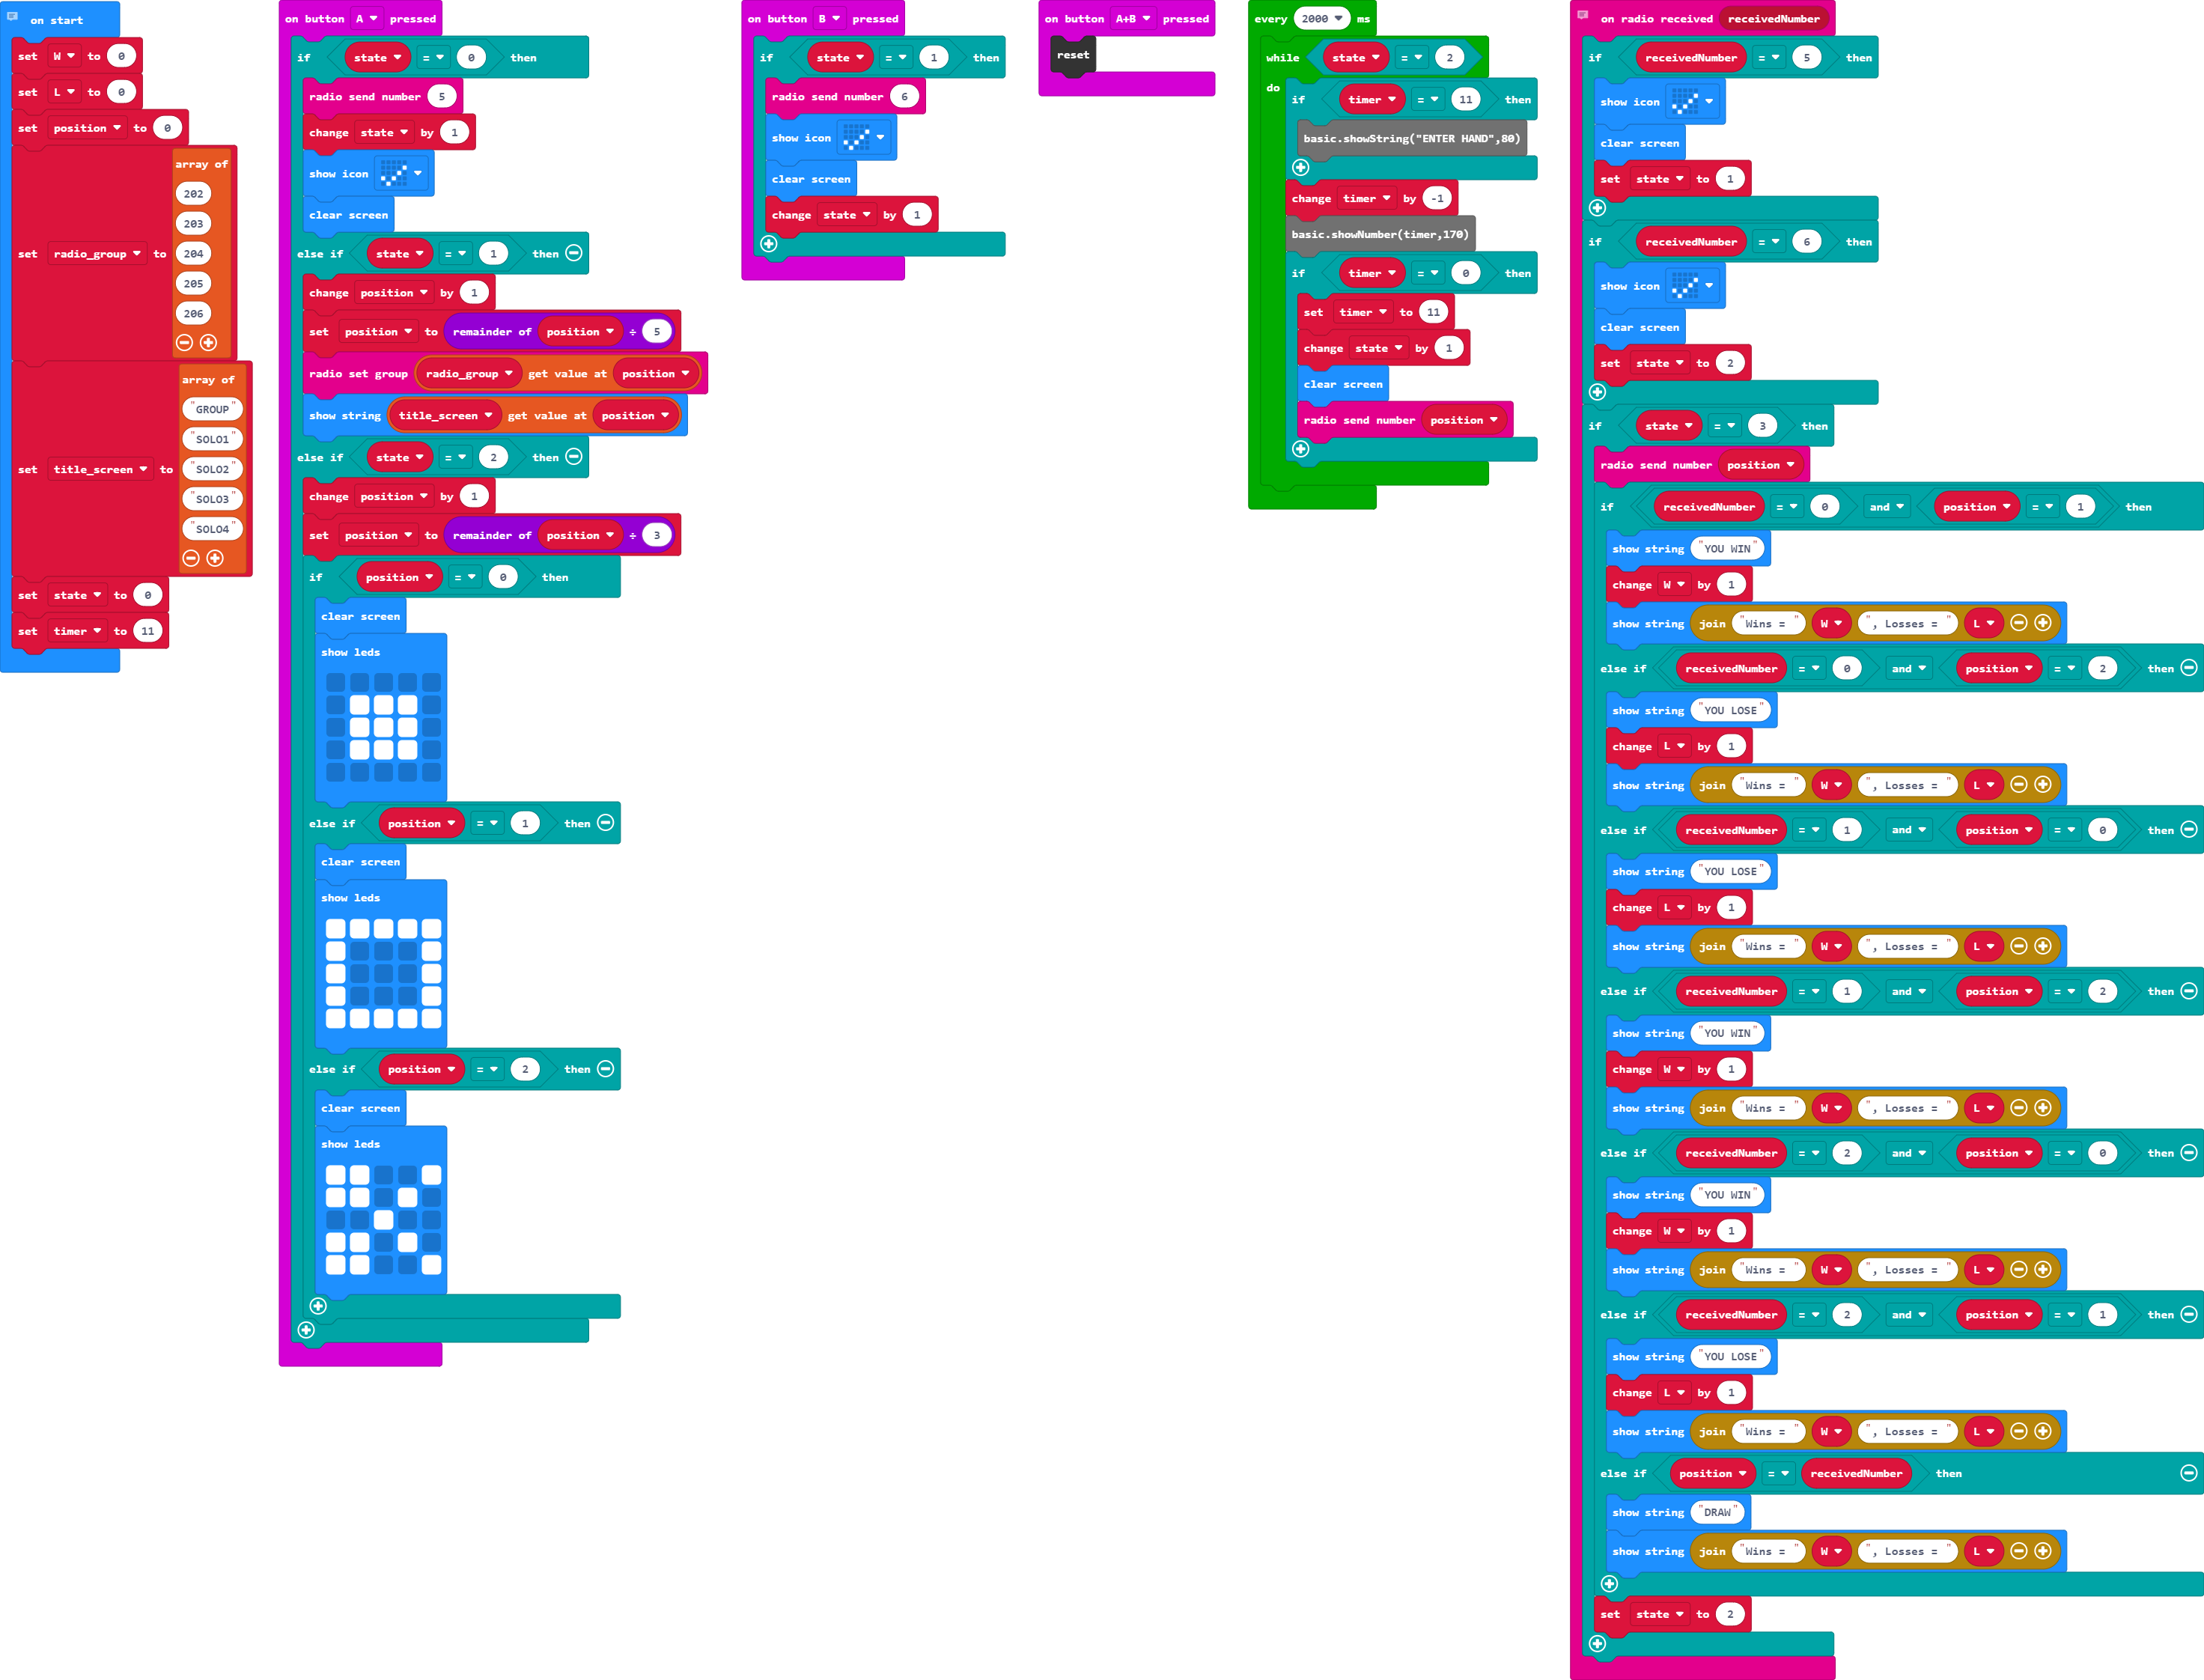 on start
set W to 0
set L to 0
set position to 0
set radio_group to array of
202
203
204
205
206
set title_screen to array of
"GROUP"
"SOLO1"
"SOLO2"
"SOLO3"
"SOLO4"
set state to 0
set timer to 11
on button A pressed
if state = 0 then
radio send number 5
change state by 1
show icon
clear screen
else if state = 1 then
change position by 1
set position to remainder of position ÷ 5
radio set group radio_group get value at position
show string title_screen get value at position
else if state = 2 then
change position by 1
set position to remainder of position ÷ 3
if position = 0 then
clear screen
show leds
else if position = 1 then
clear screen
show leds
else if position = 2 then
clear screen
show leds
on button B pressed
if state = 1 then
radio send number 6
show icon
clear screen
change state by 1
on button A+B pressed
reset
every 2000 ms
while state = 2
do
if timer = 11 then
basic.showString("ENTER HAND",80)
change timer by -1
basic.showNumber(timer,170)
if timer = 0 then
set timer to 11
change state by 1
clear screen
radio send number position
on radio received receivedNumber
if receivedNumber = 5 then
show icon
clear screen
set state to 1
if receivedNumber = 6 then
show icon
clear screen
set state to 2
if state = 3 then
radio send number position
if receivedNumber = 0 and position = 1 then
show string "YOU WIN"
change W by 1
show string join "Wins = " W ", Losses = " L
else if receivedNumber = 0 and position = 2 then
show string "YOU LOSE"
change L by 1
show string join "Wins = " W ", Losses = " L
else if receivedNumber = 1 and position = 0 then
show string "YOU LOSE"
change L by 1
show string join "Wins = " W ", Losses = " L
else if receivedNumber = 1 and position = 2 then
show string "YOU WIN"
change W by 1
show string join "Wins = " W ", Losses = " L
else if receivedNumber = 2 and position = 0 then
show string "YOU WIN"
change W by 1
show string join "Wins = " W ", Losses = " L
else if receivedNumber = 2 and position = 1 then
show string "YOU LOSE"
change L by 1
show string join "Wins = " W ", Losses = " L
else if position = receivedNumber then
show string "DRAW"
show string join "Wins = " W ", Losses = " L
set state to 2